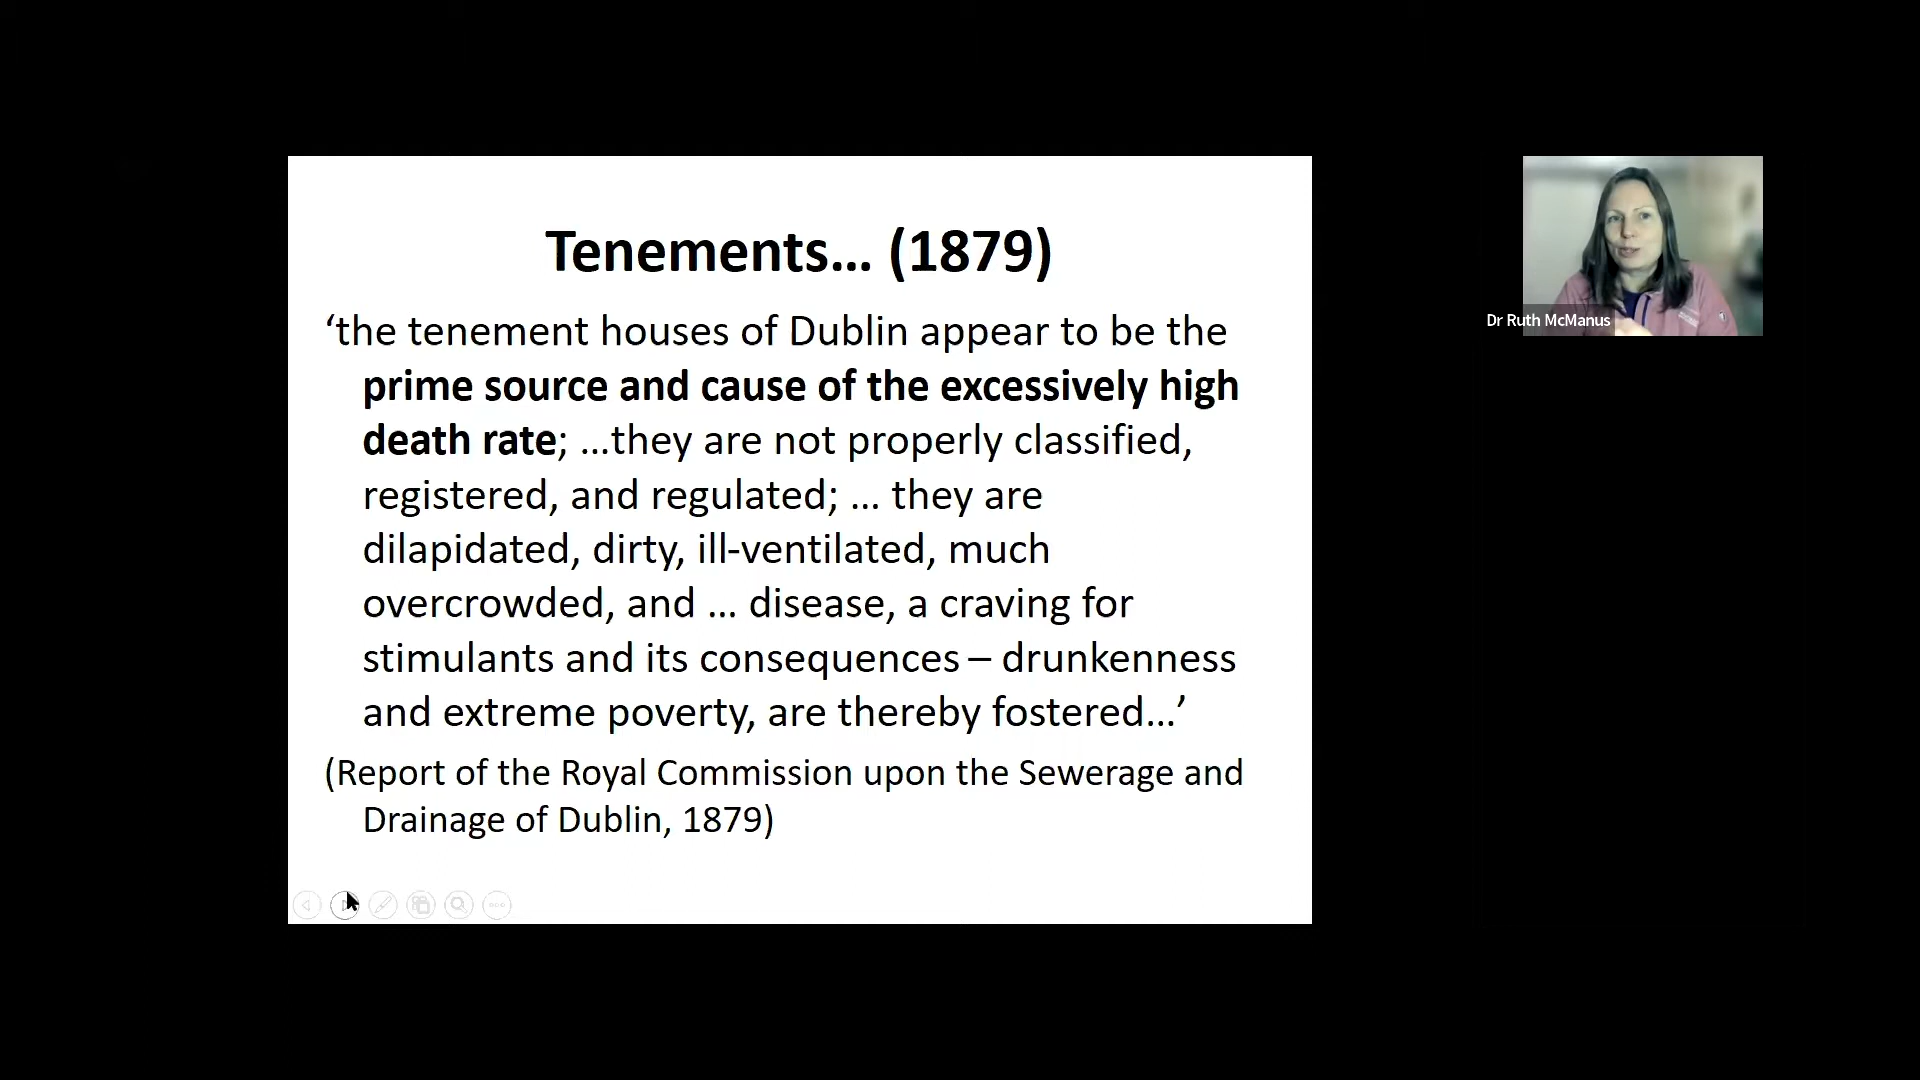 Tenements... (1879)
‘the tenement houses of Dublin appear to be the
prime source and cause of the excessively high
death rate; ...they are not properly classified,
registered, and regulated; ... they are
dilapidated, dirty, ill-ventilated, much
overcrowded, and ... disease, a craving for
stimulants and its consequences – drunkenness
and extreme poverty, are thereby fostered...’
(Report of the Royal Commission upon the Sewerage and
Drainage of Dublin, 1879)
Dr Ruth McManus